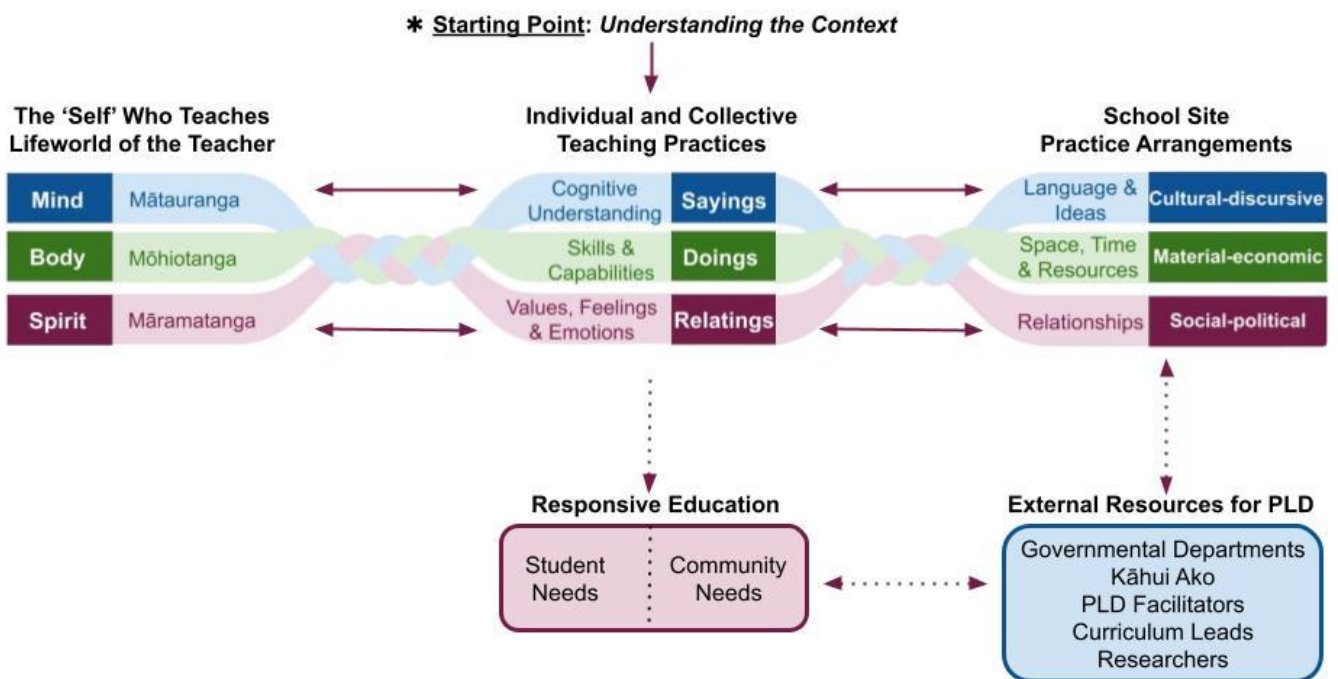 * Starting Point: Understanding the Context
The ‘Self’ Who Teaches
Lifeworld of the Teacher
Individual and Collective
Teaching Practices
School Site
Practice Arrangements
Mind
Mātauranga
Cognitive
Understanding
Sayings
Language &
Ideas
Cultural-discursive
Body
Mōhiotanga
Skills &
Capabilities
Doings
Space, Time
& Resources
Material-economic
Spirit
Māramatanga
Values, Feelings
& Emotions
Relatings
Relationships
Social-political
Responsive Education
Student
Needs
Community
Needs
External Resources for PLD
Governmental Departments
Kāhui Ako
PLD Facilitators
Curriculum Leads
Researchers